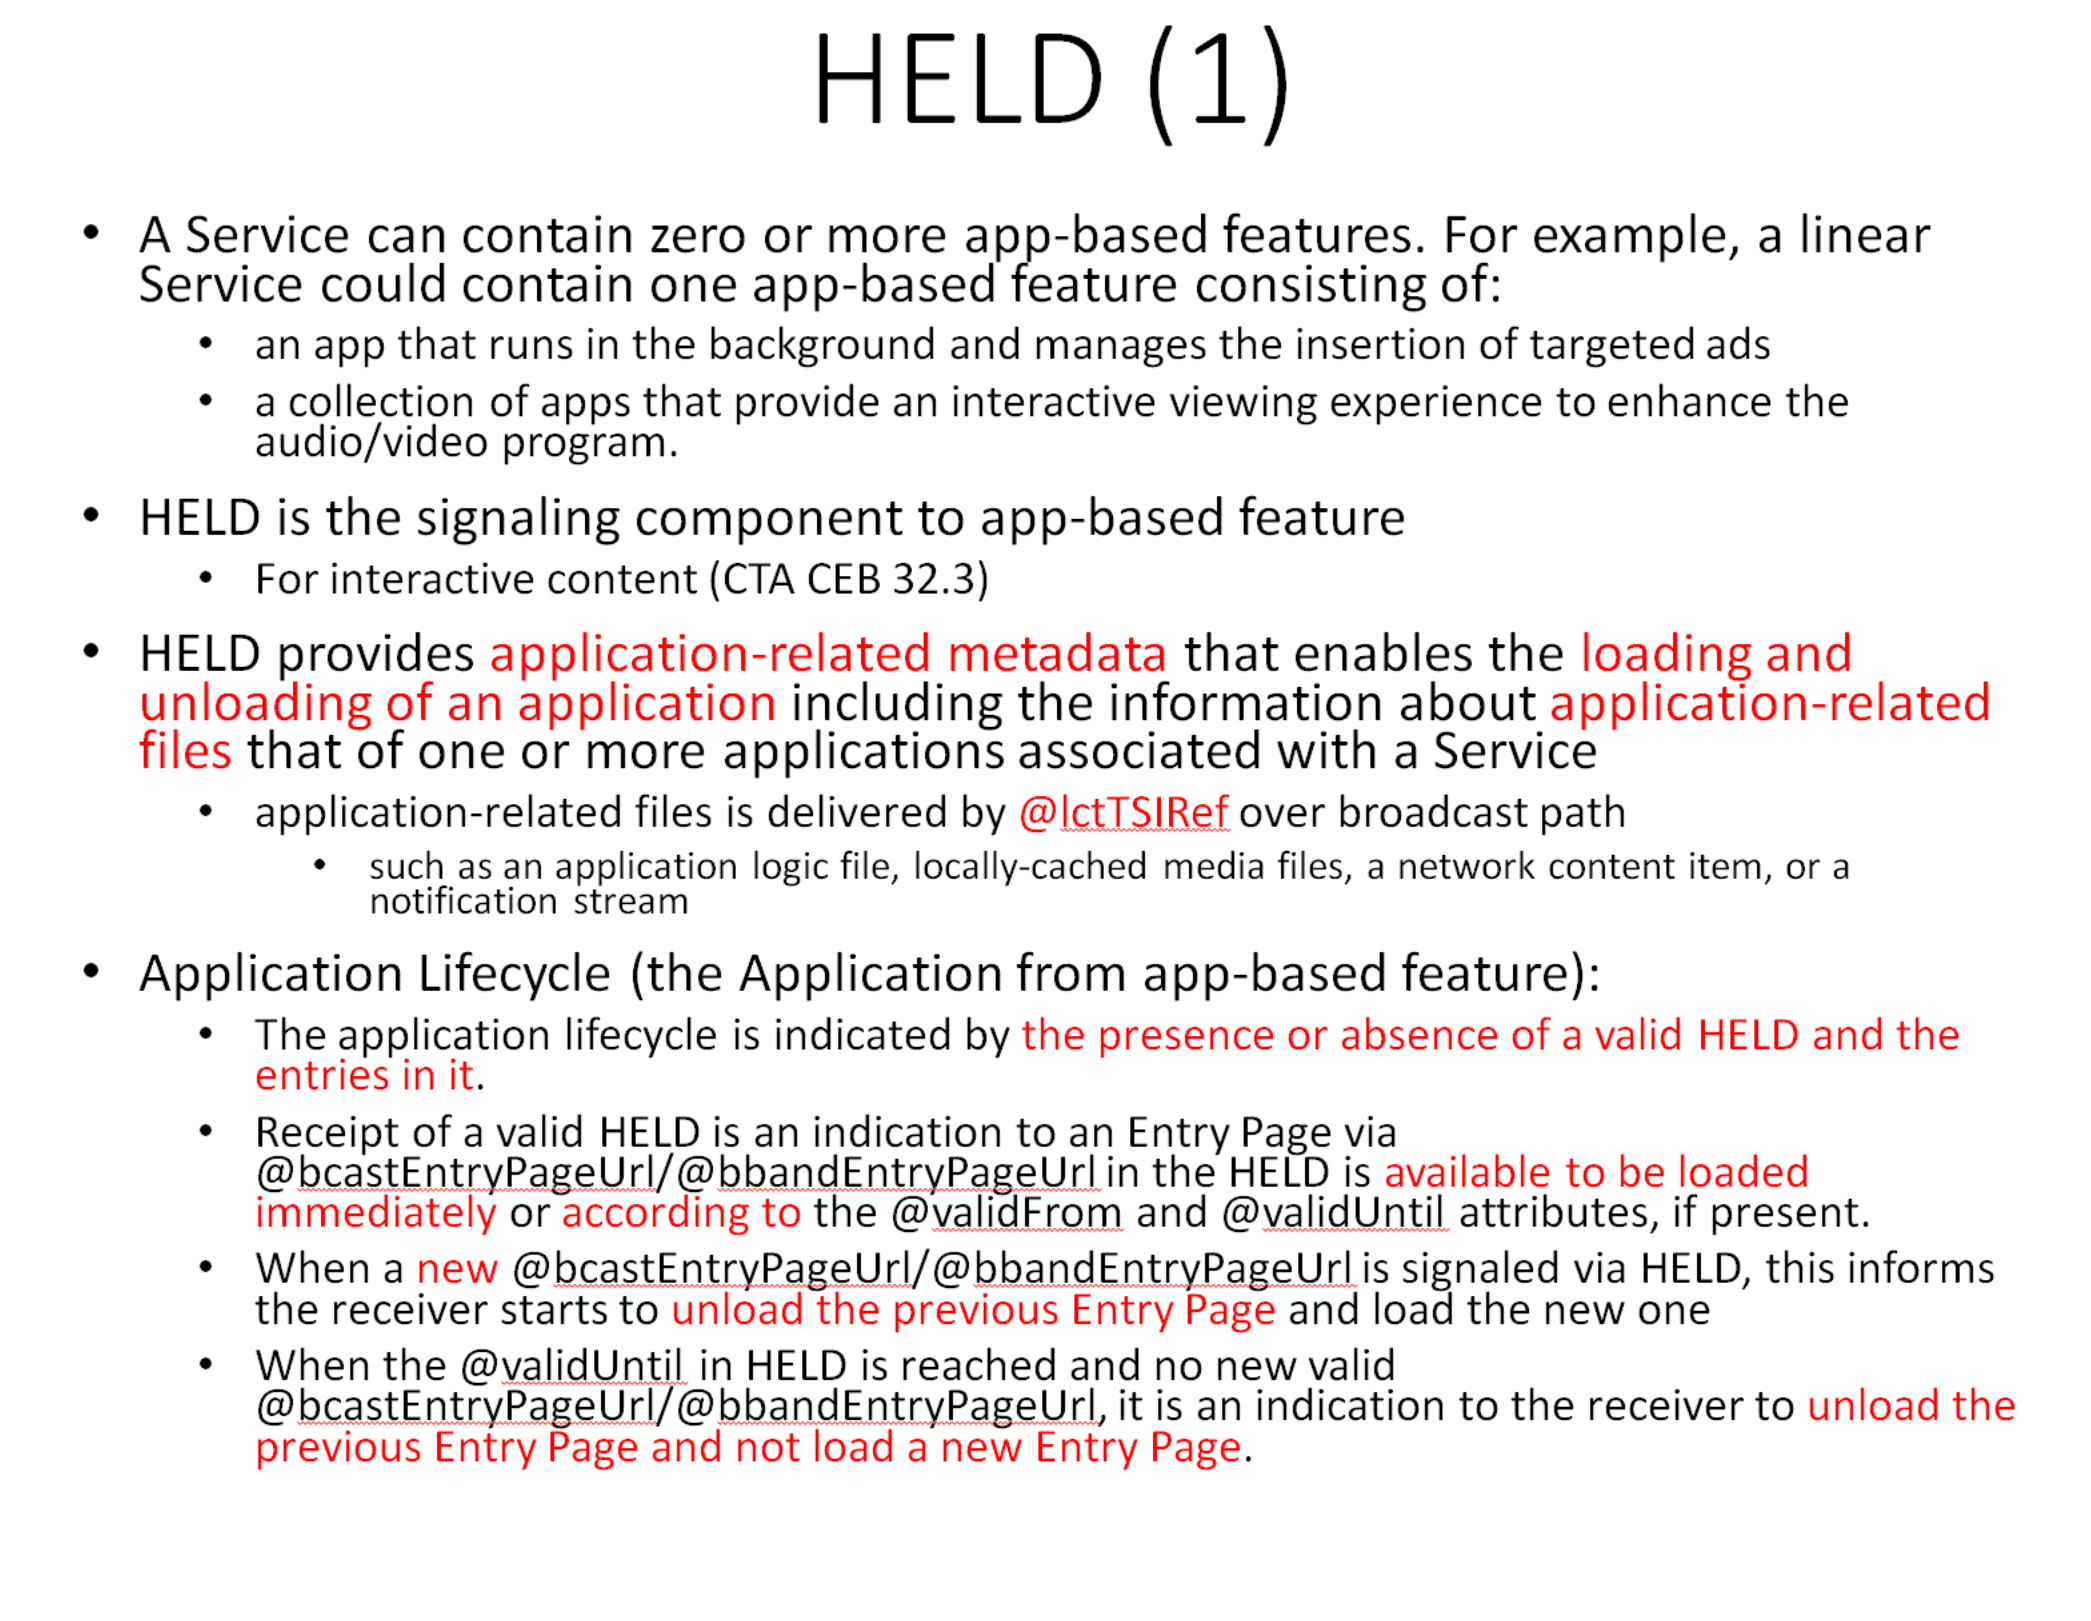 HELD (1)
• A Service can contain zero or more app-based features. For example, a linear
Service could contain one app-based feature consisting of:
• an app that runs in the background and manages the insertion of targeted ads
• a collection of apps that provide an interactive viewing experience to enhance the
audio/video program.
• HELD is the signaling component to app-based feature
• For interactive content (CTA CEB 32.3)
• HELD provides application-related metadata that enables the loading and
unloading of an application including the information about application-related
files that of one or more applications associated with a Service
• application-related files is delivered by @lctTSIRef over broadcast path
• such as an application logic file, locally-cached media files, a network content item, or a
notification stream
• Application Lifecycle (the Application from app-based feature):
• The application lifecycle is indicated by the presence or absence of a valid HELD and the
entries in it.
• Receipt of a valid HELD is an indication to an Entry Page via
@bcastEntryPageUrl/@bbandEntryPageUrl in the HELD is available to be loaded
immediately or according to the @validFrom and @validUntil attributes, if present.
• When a new @bcastEntryPageUrl/@bbandEntryPageUrl is signaled via HELD, this informs
the receiver starts to unload the previous Entry Page and load the new one
• When the @validUntil in HELD is reached and no new valid
@bcastEntryPageUrl/@bbandEntryPageUrl, it is an indication to the receiver to unload the
previous Entry Page and not load a new Entry Page.